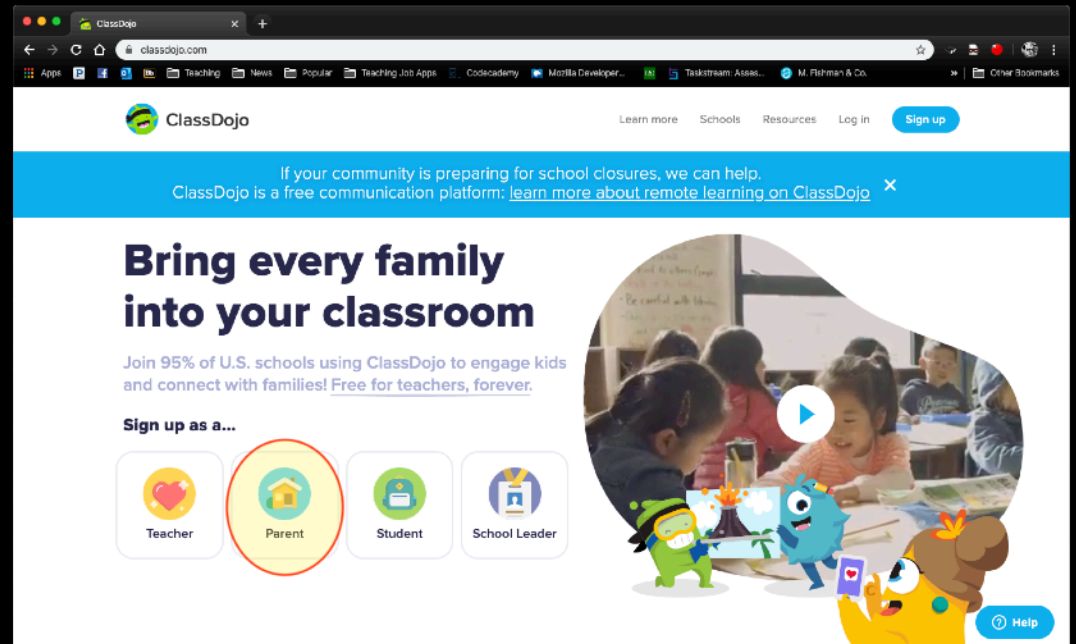 ClassDojo
classdojo.com
Apps
Teaching
News
Popular
Teaching Job Apps
Codecademy
Mozilla Developer...
Taskstream: Asses...
M. Fishman & Co.
»
Other Bookmarks
ClassDojo
Learn more
Schools
Resources
Log in
Sign up
If your community is preparing for school closures, we can help.
ClassDojo is a free communication platform: learn more about remote learning on ClassDojo
Bring every family
into your classroom
Join 95% of U.S. schools using ClassDojo to engage kids
and connect with families! Free for teachers, forever.
Sign up as a...
Teacher
Parent
Student
School Leader
Help